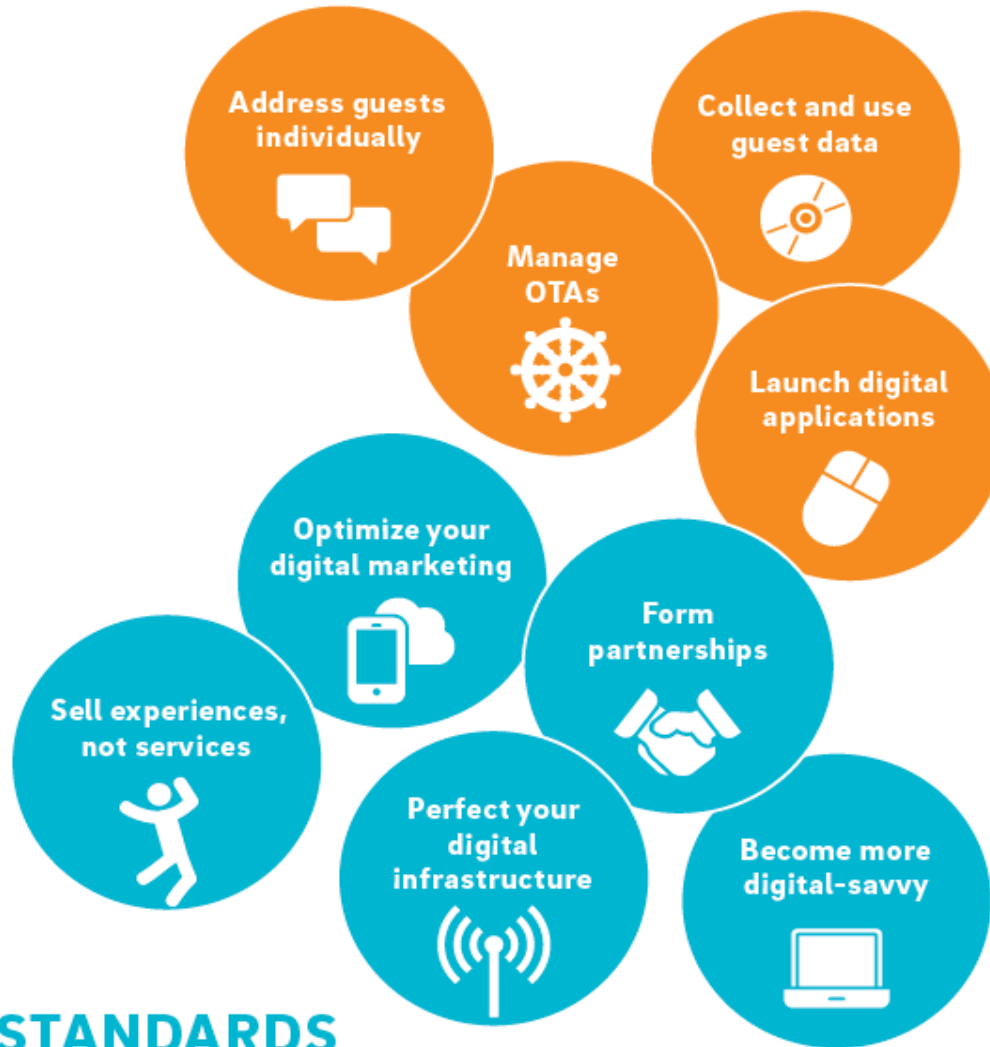 Address guests
individually
Collect and use
guest data
Manage
OTAs
Launch digital
applications
Optimize your
digital marketing
Form
partnerships
Sell experiences,
not services
Perfect your
digital
infrastructure
Become more
digital-savvy
STANDARDS